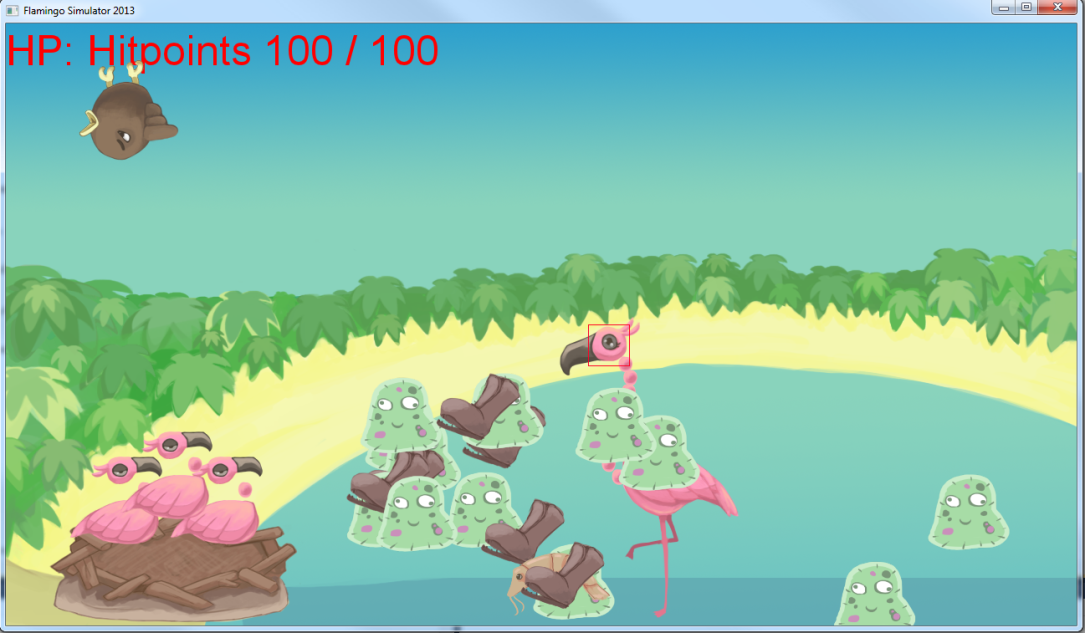 Flamingo Simulator 2013
HP: Hitpoints 100 / 100